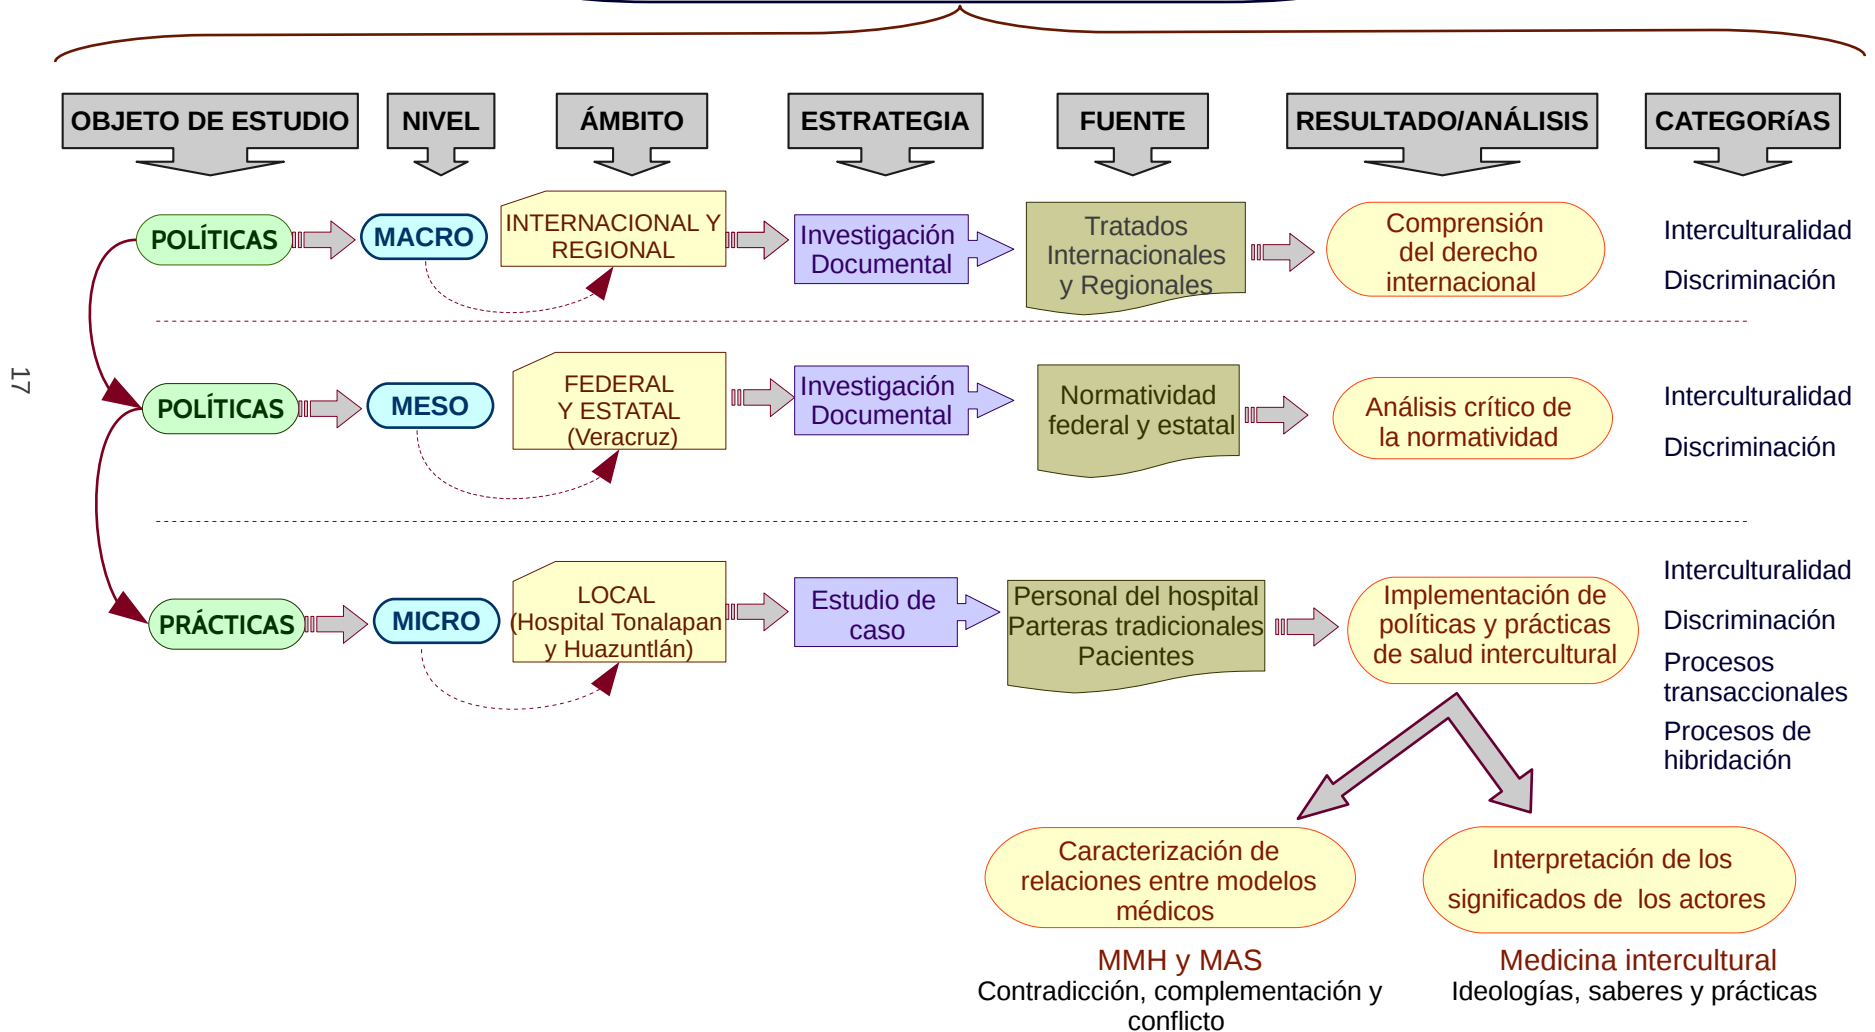 OBJETO DE ESTUDIO
NIVEL
ÁMBITO
ESTRATEGIA
FUENTE
RESULTADO/ANÁLISIS
CATEGORíAS
POLÍTICAS
MACRO
INTERNACIONAL Y
REGIONAL
Investigación
Documental
Tratados
Internacionales
y Regionales
Comprensión
del derecho
internacional
Interculturalidad
Discriminación
17
POLÍTICAS
MESO
FEDERAL
Y ESTATAL
(Veracruz)
Investigación
Documental
Normatividad
federal y estatal
Análisis crítico de
la normatividad
Interculturalidad
Discriminación
PRÁCTICAS
MICRO
LOCAL
(Hospital Tonalapan
y Huazuntlán)
Estudio de
caso
Personal del hospital
Parteras tradicionales
Pacientes
Implementación de
políticas y prácticas
de salud intercultural
Interculturalidad
Discriminación
Procesos
transaccionales
Procesos de
hibridación
Caracterización de
relaciones entre modelos
médicos
MMH y MAS
Contradicción, complementación y
conflicto
Interpretación de los
significados de  los actores
Medicina intercultural
Ideologías, saberes y prácticas